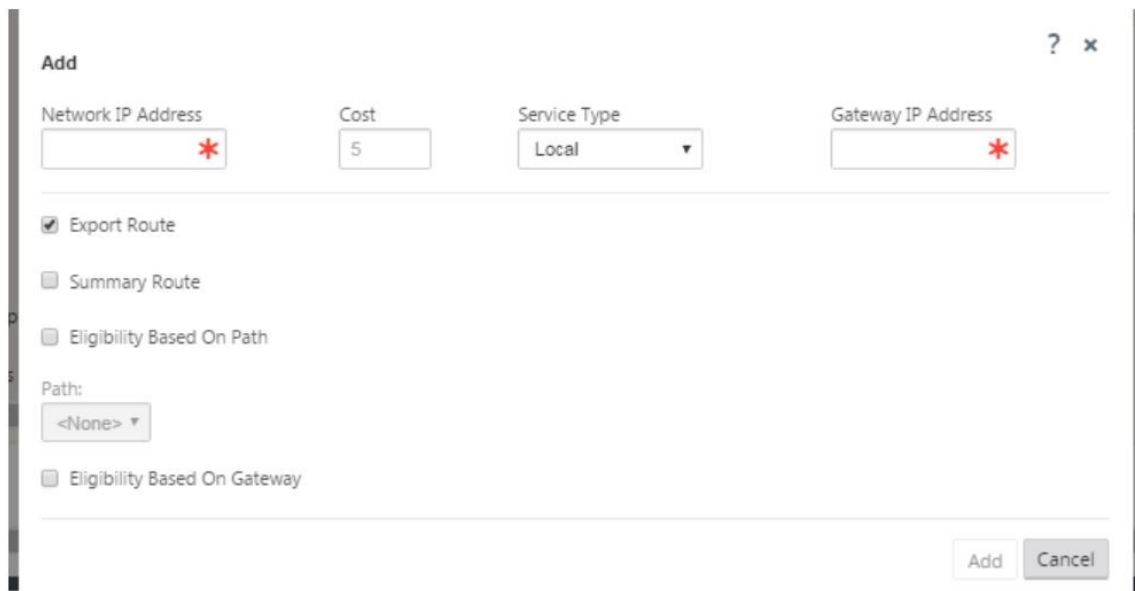 ? ×
Add
Network IP Address Cost Service Type Gateway IP Address
* 5 Local *
Export Route
Summary Route
Eligibility Based On Path
Path:
<None>
Eligibility Based On Gateway
Add Cancel